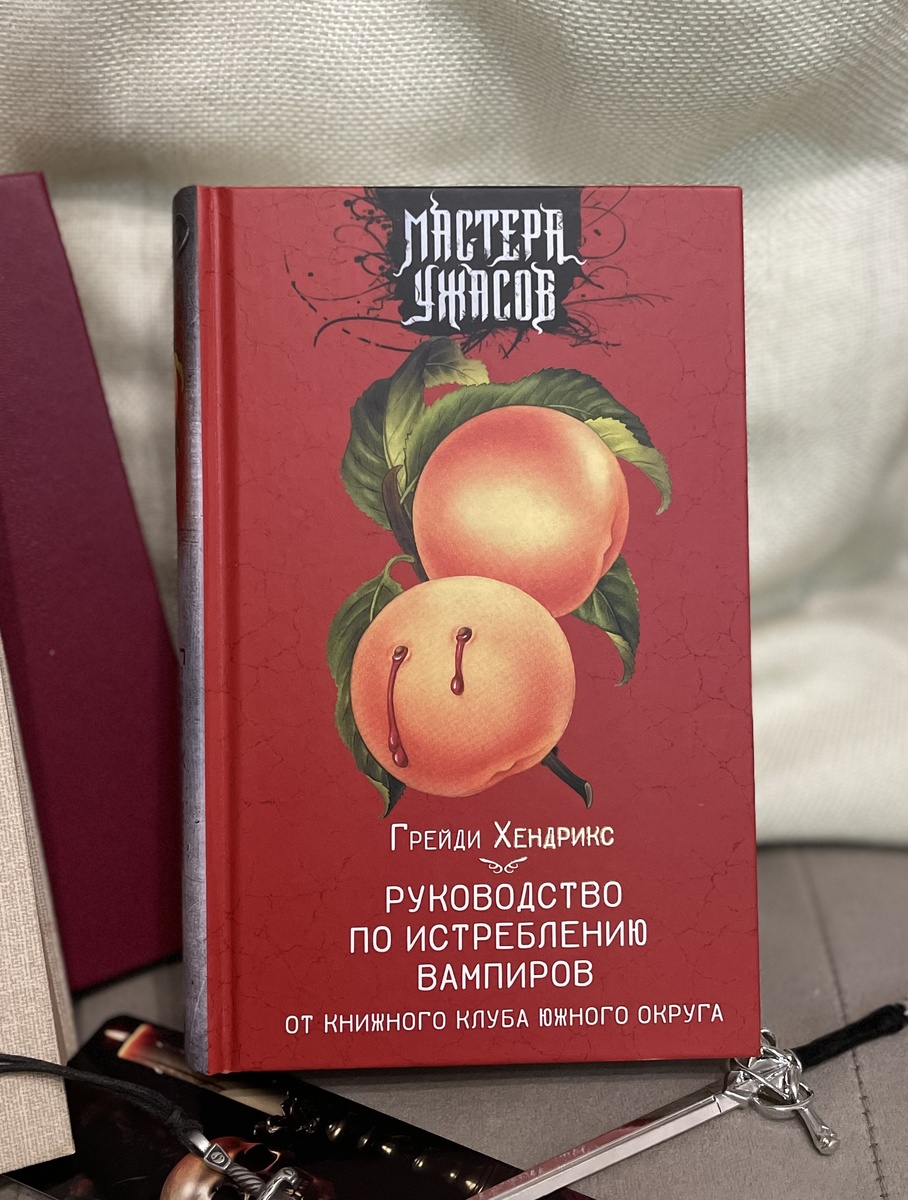 МАСТЕРА
УЖАСОВ
Грейди Хендрикс
РУКОВОДСТВО
ПО ИСТРЕБЛЕНИЮ
ВАМПИРОВ
ОТ КНИЖНОГО КЛУБА ЮЖНОГО ОКРУГА